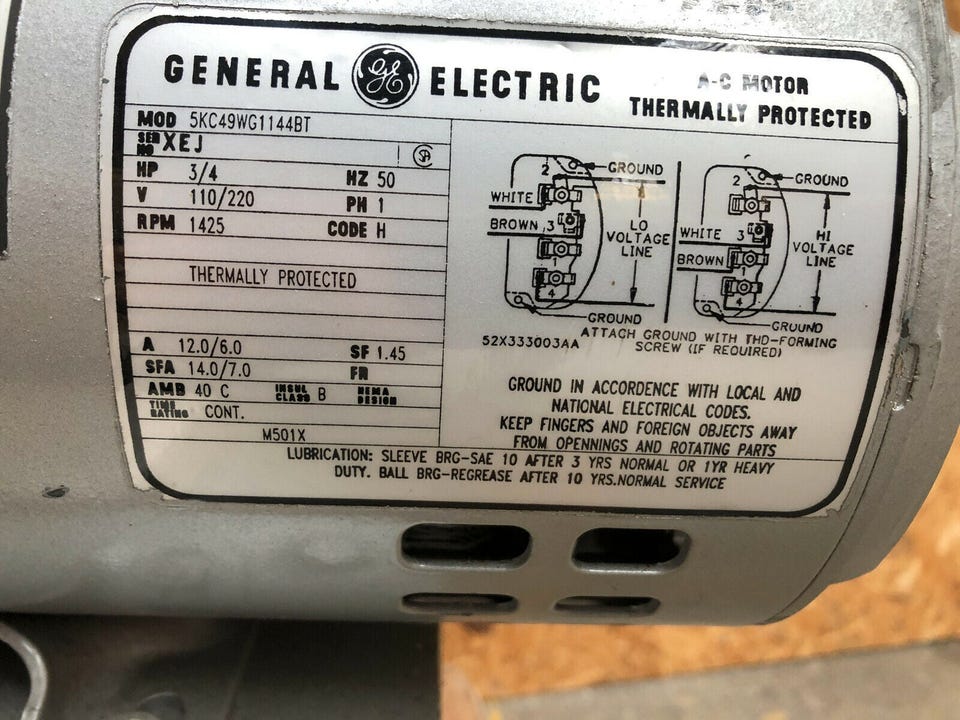 GENERAL GE ELECTRIC
A-C MOTOR
THERMALLY PROTECTED
MOD 5KC49WG1144BT
SER NO XEJ
SA
HP 3/4 HZ 50
V 110/220 PH 1
RPM 1425 CODE H
THERMALLY PROTECTED
A 12.0/6.0 SF 1.45
SFA 14.0/7.0 FR
AMB 40 C INSUL CLASS B NEMA DESIGN
TIME RATING CONT.
M501X
2 GROUND
WHITE
BROWN 3
1
4
LO
VOLTAGE
LINE
GROUND
2 GROUND
WHITE 3
BROWN 1
4
HI
VOLTAGE
LINE
GROUND
52X333003AA
ATTACH GROUND WITH THD-FORMING
SCREW (IF REQUIRED)
GROUND IN ACCORDANCE WITH LOCAL AND
NATIONAL ELECTRICAL CODES.
KEEP FINGERS AND FOREIGN OBJECTS AWAY
FROM OPENNINGS AND ROTATING PARTS
LUBRICATION: SLEEVE BRG-SAE 10 AFTER 3 YRS NORMAL OR 1YR HEAVY
DUTY. BALL BRG-REGREASE AFTER 10 YRS.NORMAL SERVICE